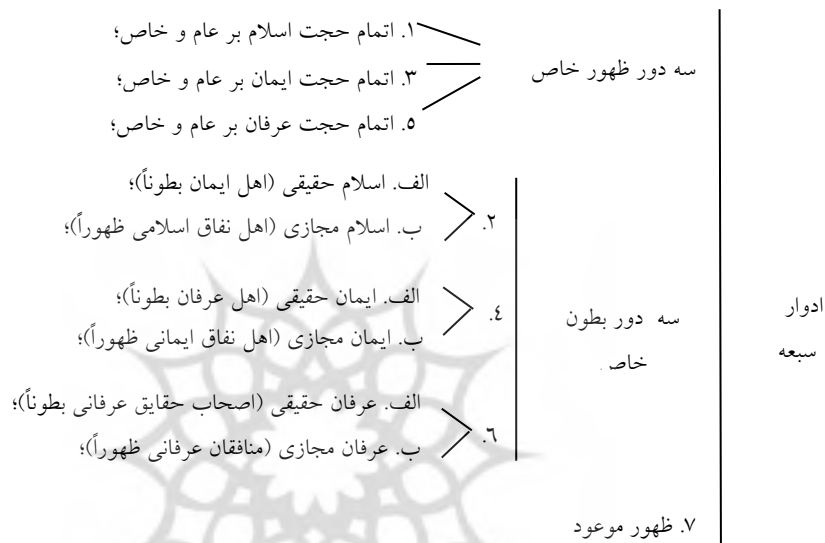 ادوار
سبعه
سه دور ظهور خاص
۱. اتمام حجت اسلام بر عام و خاص؛
۳. اتمام حجت ایمان بر عام و خاص؛
۵. اتمام حجت عرفان بر عام و خاص؛
سه دور بطون
خاص
۲.
الف. اسلام حقیقی (اهل ایمان بطوناً)؛
ب. اسلام مجازی (اهل نفاق اسلامی ظهوراً)؛
٤.
الف. ایمان حقیقی (اهل عرفان بطوناً)؛
ب. ایمان مجازی (اهل نفاق ایمانی ظهوراً)؛
٦.
الف. عرفان حقیقی (اصحاب حقایق عرفانی بطوناً)؛
ب. عرفان مجازی (منافقان عرفانی ظهوراً)؛
۷. ظهور موعود